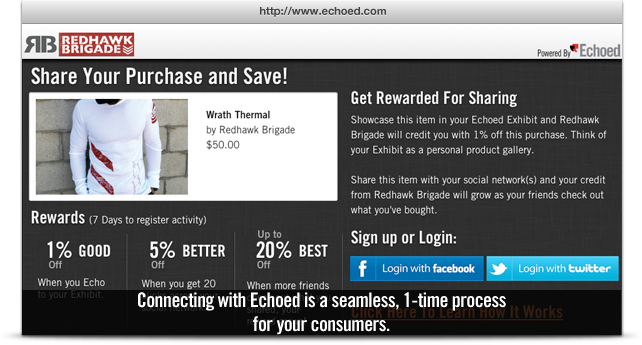 http://www.echoed.com
RB REDHAWK BRIGADE
Powered By Echoed
Share Your Purchase and Save!
Wrath Thermal
by Redhawk Brigade
$50.00
Get Rewarded For Sharing
Showcase this item in your Echoed Exhibit and Redhawk
Brigade will credit you with 1% off this purchase. Think of
your Exhibit as a personal product gallery.
Share this item with your social network(s) and your credit
from Redhawk Brigade will grow as your friends check out
what you've bought.
Rewards (7 Days to register activity)
1% Off GOOD
When you Echo
to your Exhibit.
5% Off BETTER
When you get 20
social
Up to
20% Off BEST
When more friends
shared, your
Sign up or Login:
f Login with facebook
Login with twitter
Click Here To Learn How It Works
Connecting with Echoed is a seamless, 1-time process
for your consumers.